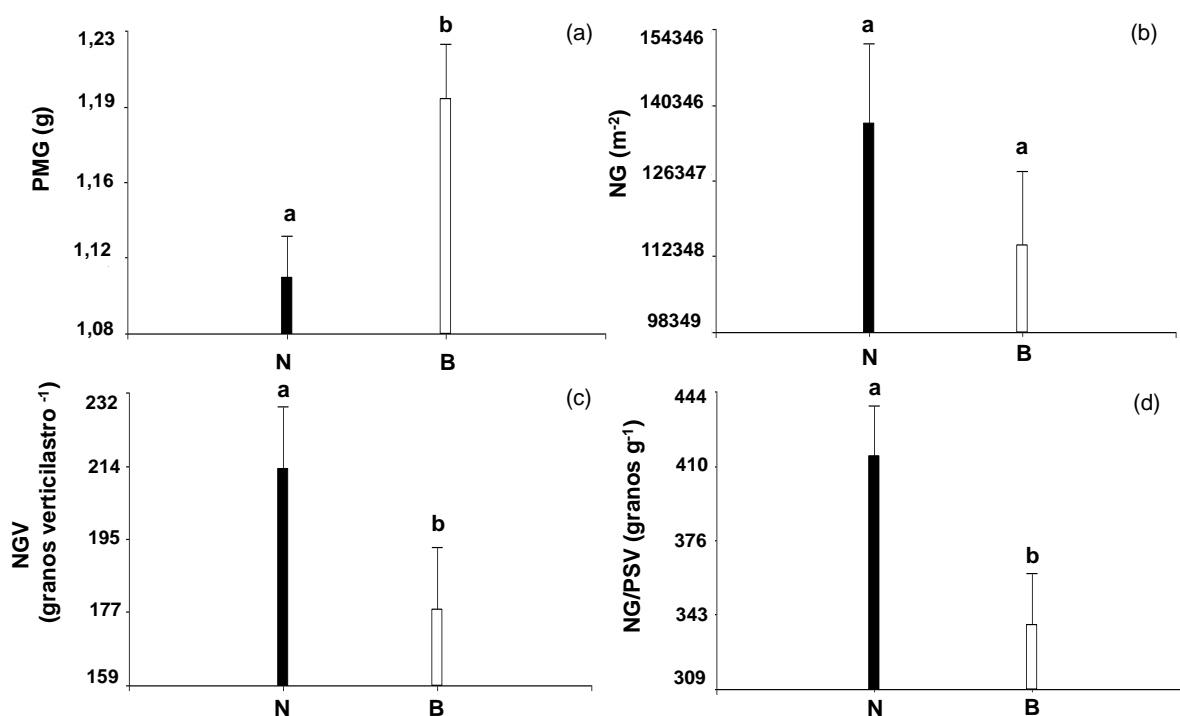 (a)
PMG (g)
1,23
1,19
1,16
1,12
1,08
a
b
N
B
(b)
NG (m-2)
154346
140346
126347
112348
98349
a
a
N
B
(c)
NGV
(granos verticilastro -1)
232
214
195
177
159
a
b
N
B
(d)
NG/PSV (granos g-1)
444
410
376
343
309
a
b
N
B